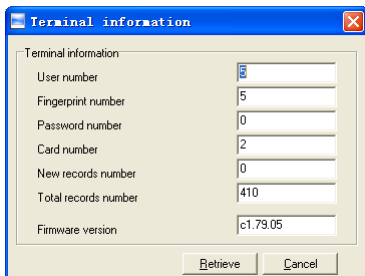 Terminal information
Terminal information
User number 5
Fingerprint number 5
Password number 0
Card number 2
New records number 0
Total records number 410
Firmware version c1.79.05
Retrieve Cancel